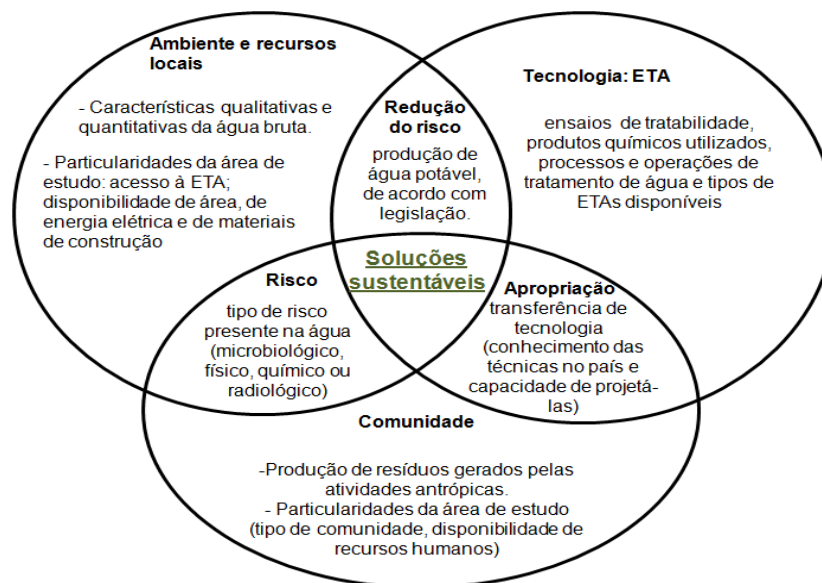 Ambiente e recursos
locais
- Características qualitativas e
quantitativas da água bruta.
- Particularidades da área de
estudo: acesso à ETA;
disponibilidade de área, de
energia elétrica e de materiais
de construção
Redução
do risco
produção de
água potável,
de acordo com
legislação.
Tecnologia: ETA
ensaios de tratabilidade,
produtos químicos utilizados,
processos e operações de
tratamento de água e tipos de
ETAs disponíveis
Soluções
sustentáveis
Risco
tipo de risco
presente na água
(microbiológico,
físico, químico ou
radiológico)
Apropriação
transferência de
tecnologia
(conhecimento das
técnicas no país e
capacidade de projetá-
las)
Comunidade
-Produção de resíduos gerados pelas
atividades antrópicas.
- Particularidades da área de estudo
(tipo de comunidade, disponibilidade de
recursos humanos)